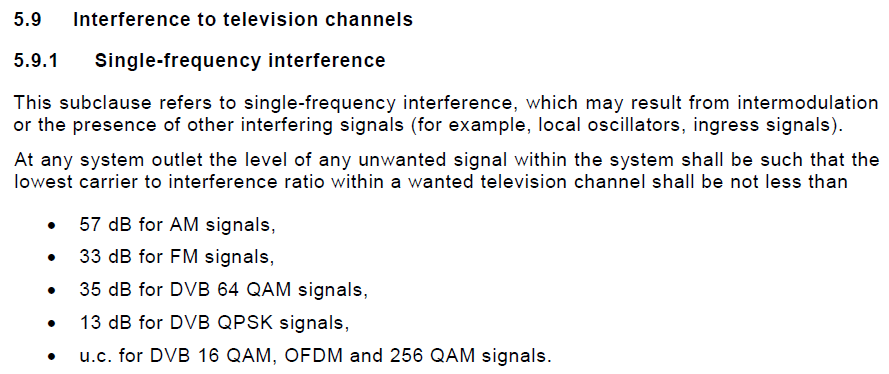 5.9 Interference to television channels
5.9.1 Single-frequency interference
This subclause refers to single-frequency interference, which may result from intermodulation
or the presence of other interfering signals (for example, local oscillators, ingress signals).
At any system outlet the level of any unwanted signal within the system shall be such that the
lowest carrier to interference ratio within a wanted television channel shall be not less than
• 57 dB for AM signals,
• 33 dB for FM signals,
• 35 dB for DVB 64 QAM signals,
• 13 dB for DVB QPSK signals,
• u.c. for DVB 16 QAM, OFDM and 256 QAM signals.